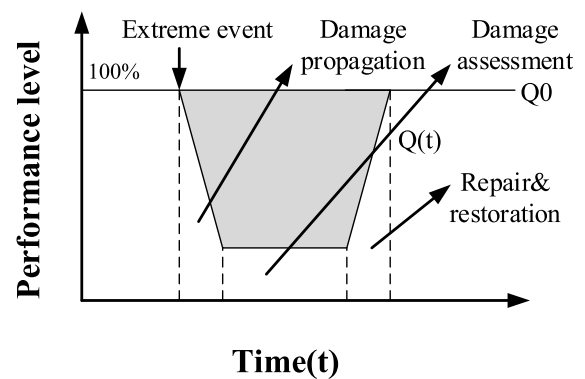 Extreme event
Damage
propagation
Damage
assessment
100%
Q0
Q(t)
Repair&
restoration
Performance level
Time(t)